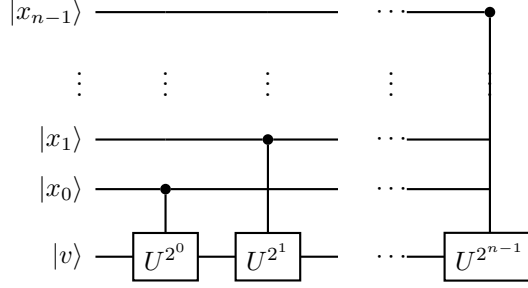 |x_{n−1}⟩ ⋯
⋮ ⋮ ⋮ ⋮ ⋮
|x_1⟩ ⋯
|x_0⟩ ⋯
|v⟩ U^{2^0} U^{2^1} ⋯ U^{2^{n−1}}